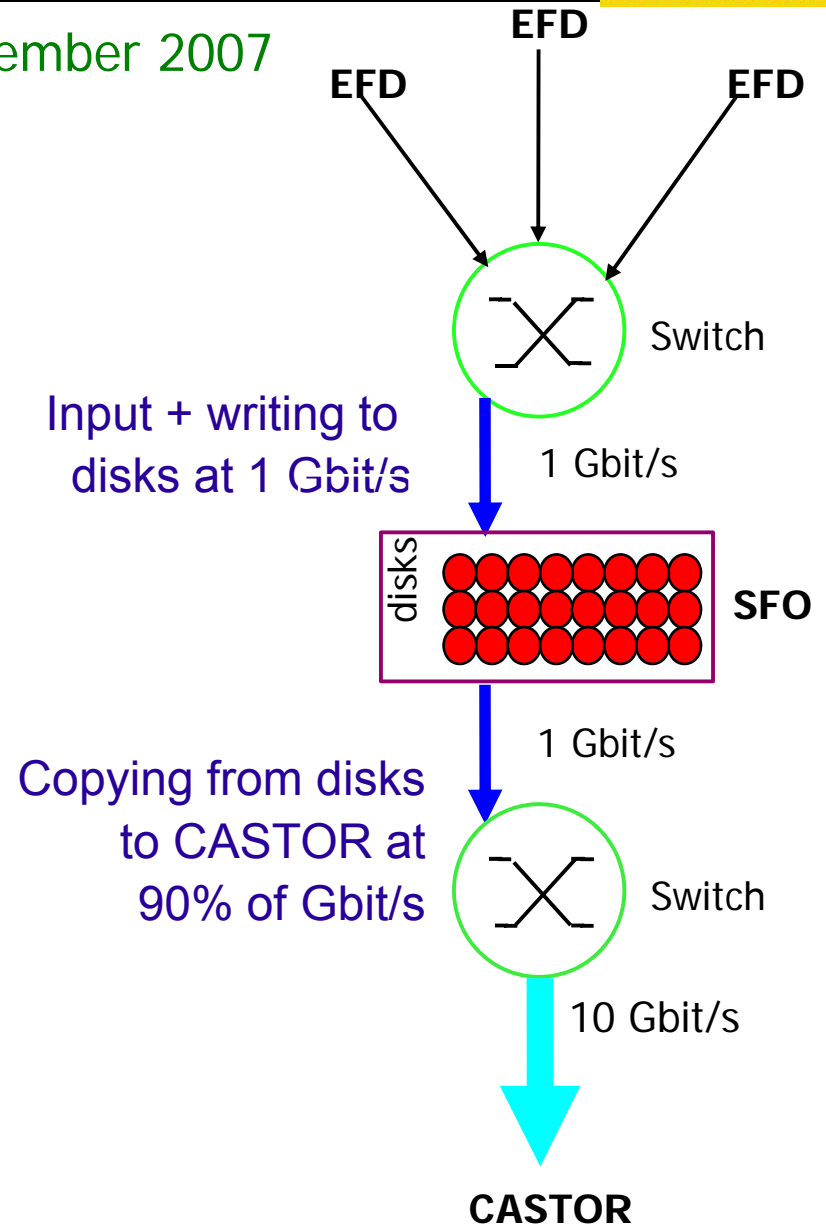 EFD
ember 2007
EFD
EFD
Switch
Input + writing to
disks at 1 Gbit/s
1 Gbit/s
disks
SFO
1 Gbit/s
Copying from disks
to CASTOR at
90% of Gbit/s
Switch
10 Gbit/s
CASTOR